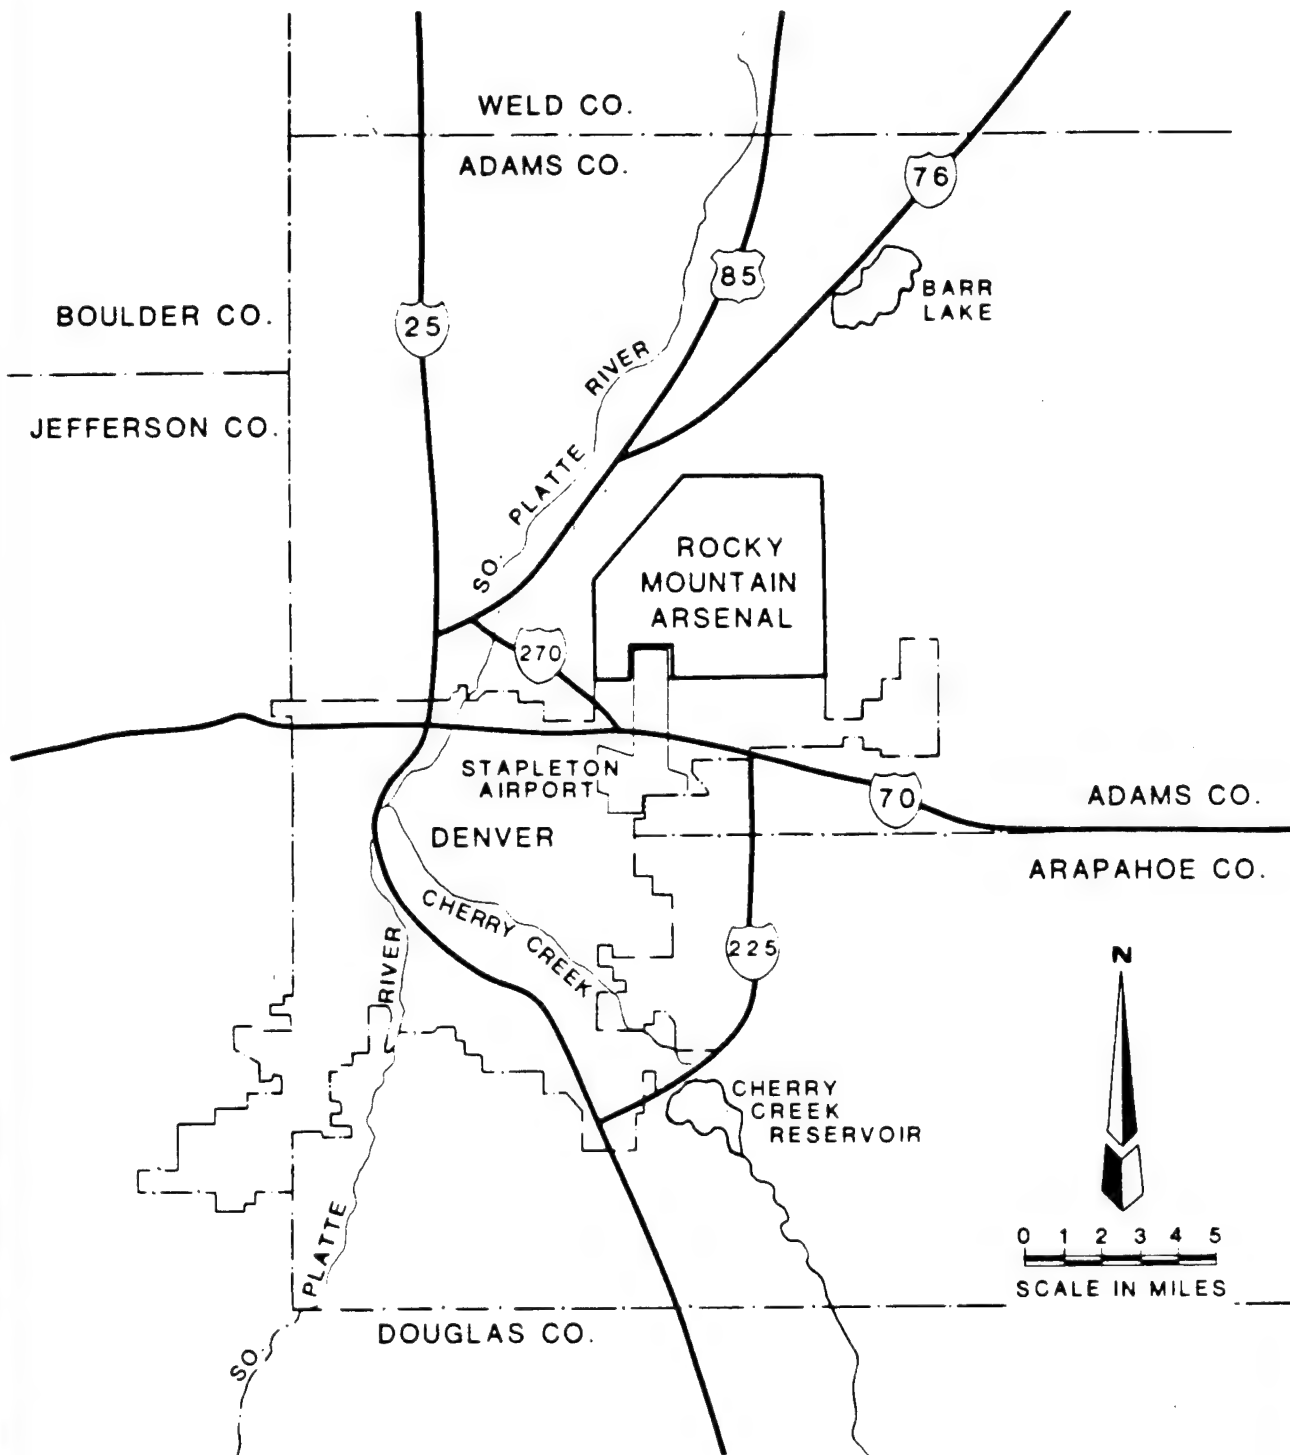 WELD CO.
ADAMS CO.
76
85
BARR
LAKE
BOULDER CO.
25
JEFFERSON CO.
SO. PLATTE RIVER
ROCKY
MOUNTAIN
ARSENAL
270
STAPLETON
AIRPORT
70
ADAMS CO.
DENVER
ARAPAHOE CO.
CHERRY CREEK
225
N
SO. PLATTE RIVER
CHERRY
CREEK
RESERVOIR
0 1 2 3 4 5
SCALE IN MILES
DOUGLAS CO.